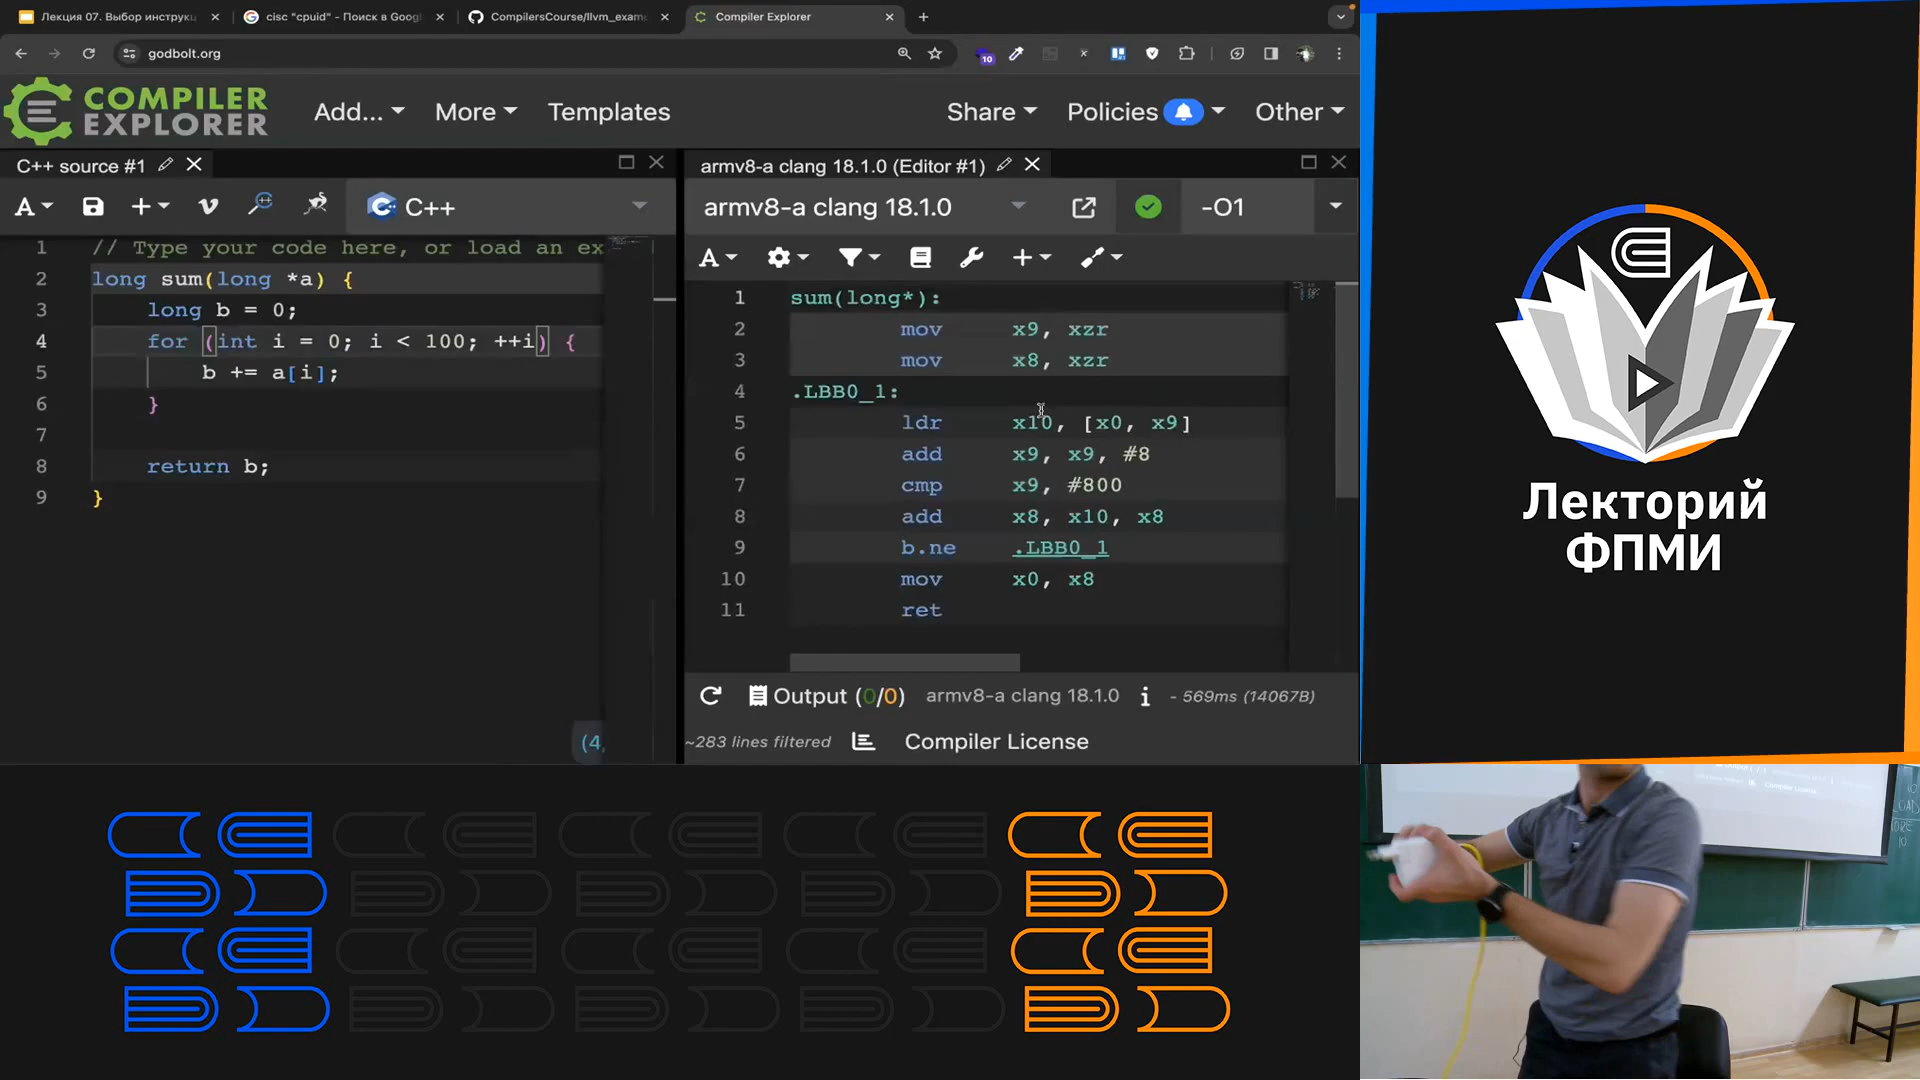 Лекция 07. Выбор инструкц
cisc "cpuid" - Поиск в Goog
CompilersCourse/llvm_exam
Compiler Explorer
godbolt.org
10
COMPILER
EXPLORER
Add...
More
Templates
Share
Policies
Other
C++ source #1
A
C++
1 // Type your code here, or load an ex
2 long sum(long *a) {
3 long b = 0;
4 for (int i = 0; i < 100; ++i) {
5 b += a[i];
6 }
7
8 return b;
9 }
(4,
armv8-a clang 18.1.0 (Editor #1)
armv8-a clang 18.1.0
-O1
A
1 sum(long*):
2 mov x9, xzr
3 mov x8, xzr
4 .LBB0_1:
5 ldr x10, [x0, x9]
6 add x9, x9, #8
7 cmp x9, #800
8 add x8, x10, x8
9 b.ne .LBB0_1
10 mov x0, x8
11 ret
Output (0/0) armv8-a clang 18.1.0 i - 569ms (14067B)
~283 lines filtered
Compiler License
Лекторий
ФПМИ
Compiler License